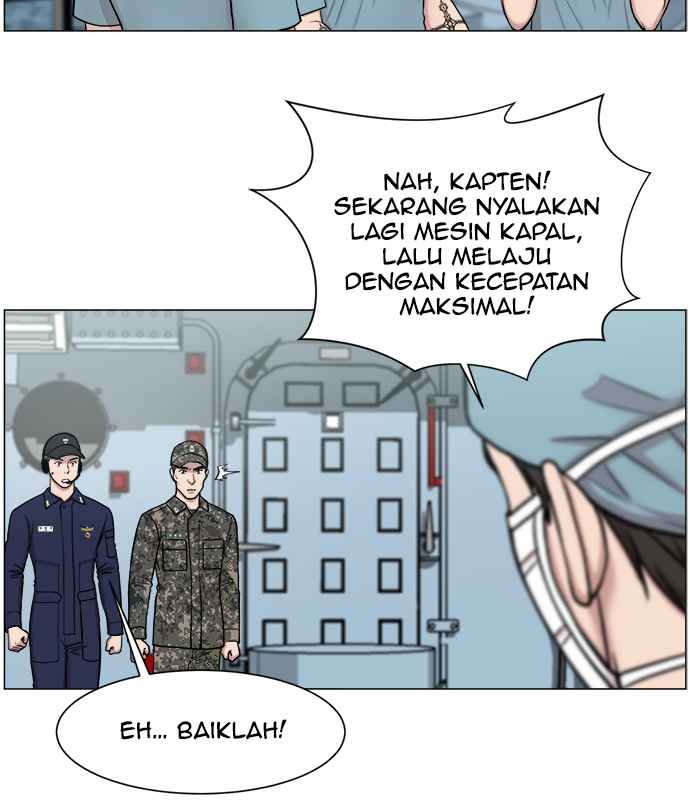 NAH, KAPTEN!
SEKARANG NYALAKAN
LAGI MESIN KAPAL,
LALU MELAJU
DENGAN KECEPATAN
MAKSIMAL!
EH... BAIKLAH!